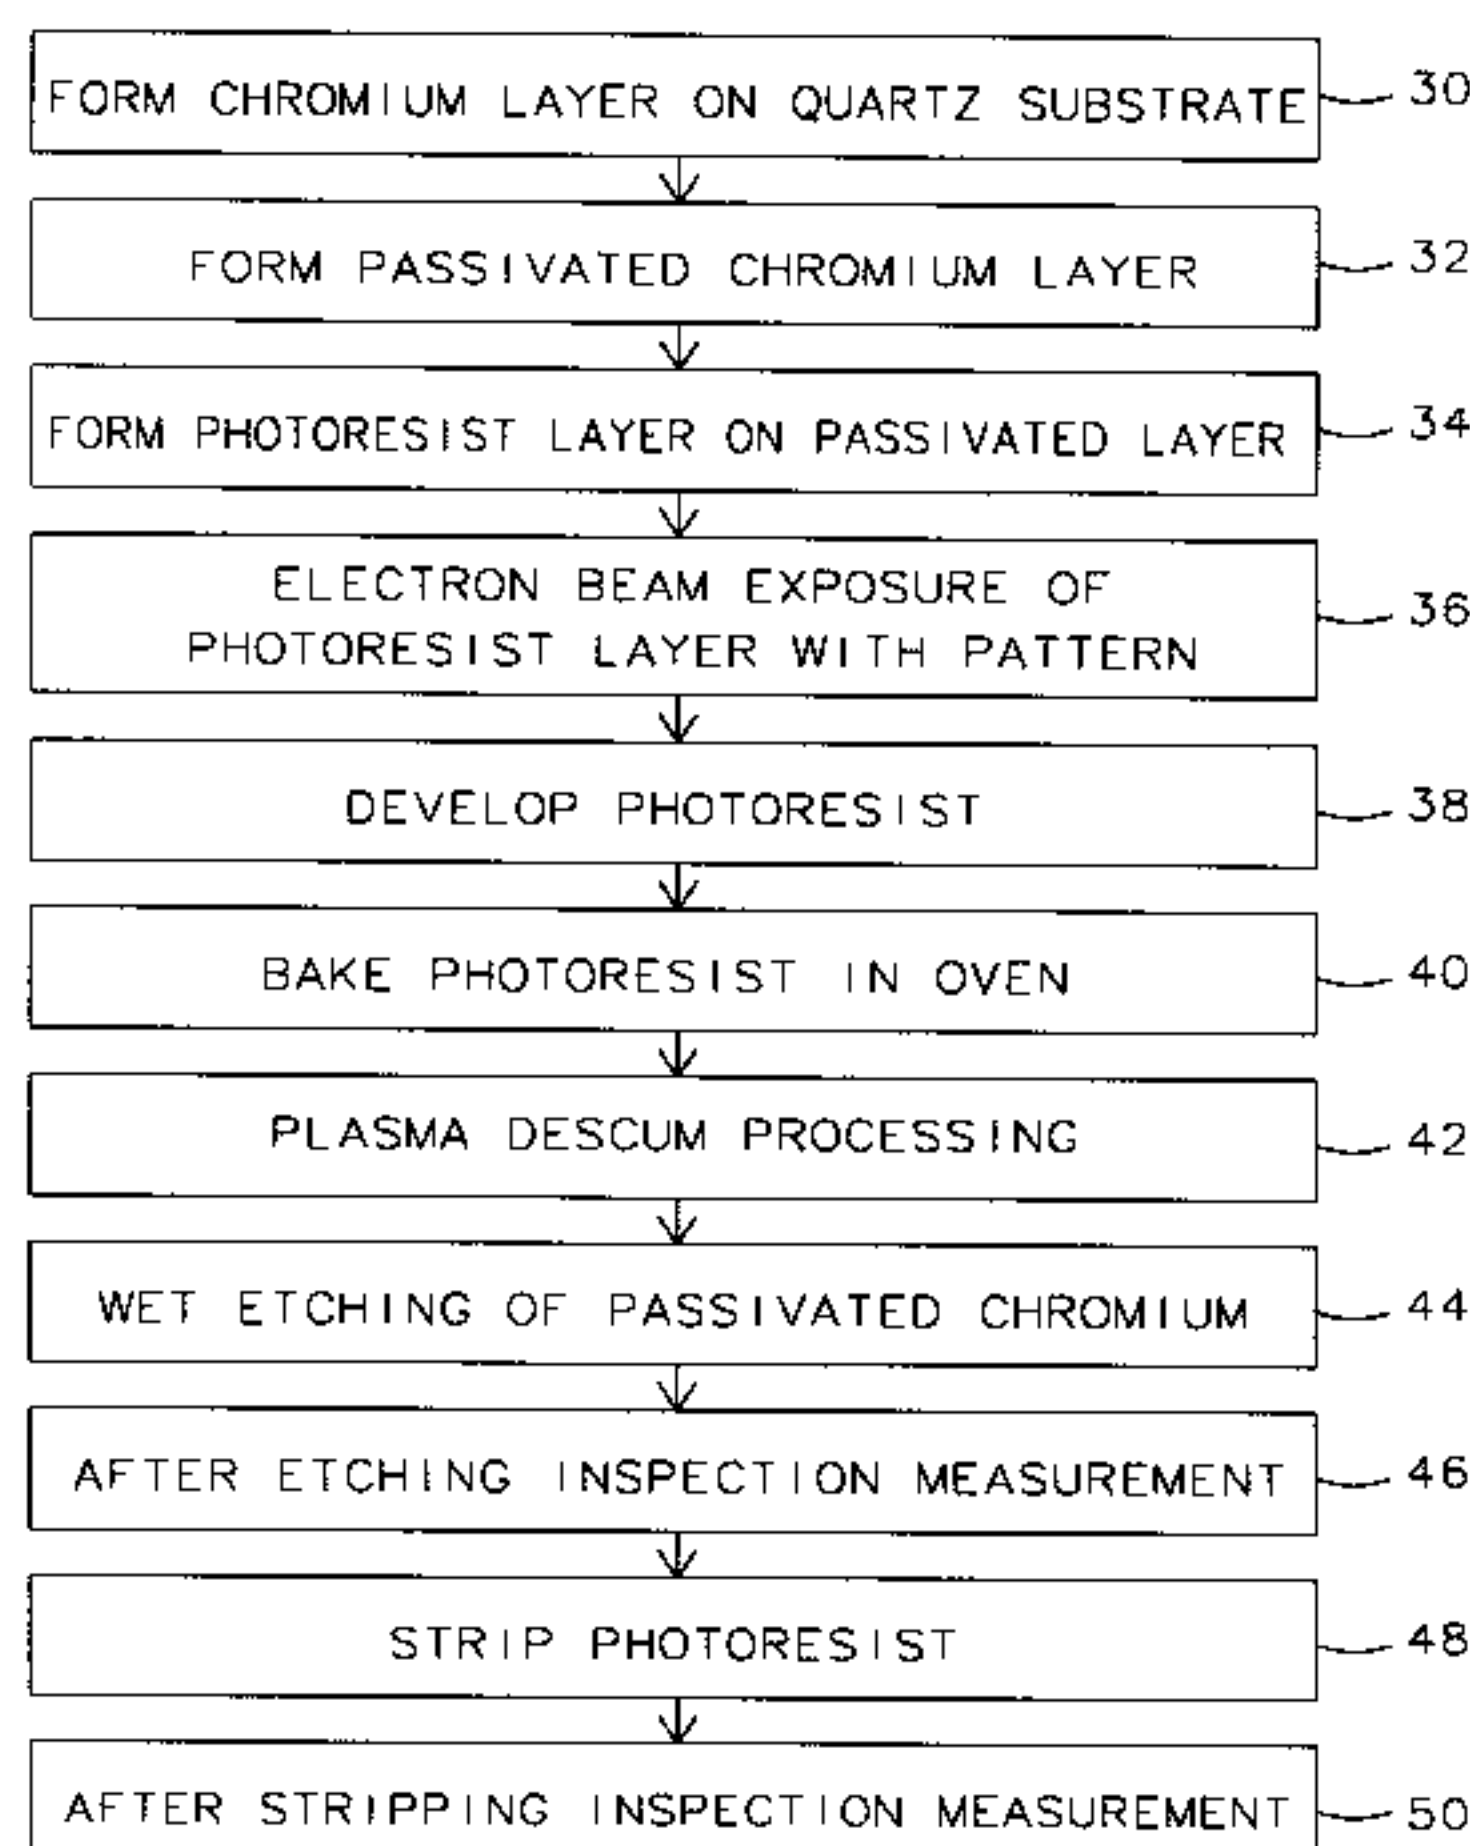 FORM CHROMIUM LAYER ON QUARTZ SUBSTRATE 30
FORM PASSIVATED CHROMIUM LAYER 32
FORM PHOTORESIST LAYER ON PASSIVATED LAYER 34
ELECTRON BEAM EXPOSURE OF
PHOTORESIST LAYER WITH PATTERN 36
DEVELOP PHOTORESIST 38
BAKE PHOTORESIST IN OVEN 40
PLASMA DESCUM PROCESSING 42
WET ETCHING OF PASSIVATED CHROMIUM 44
AFTER ETCHING INSPECTION MEASUREMENT 46
STRIP PHOTORESIST 48
AFTER STRIPPING INSPECTION MEASUREMENT 50